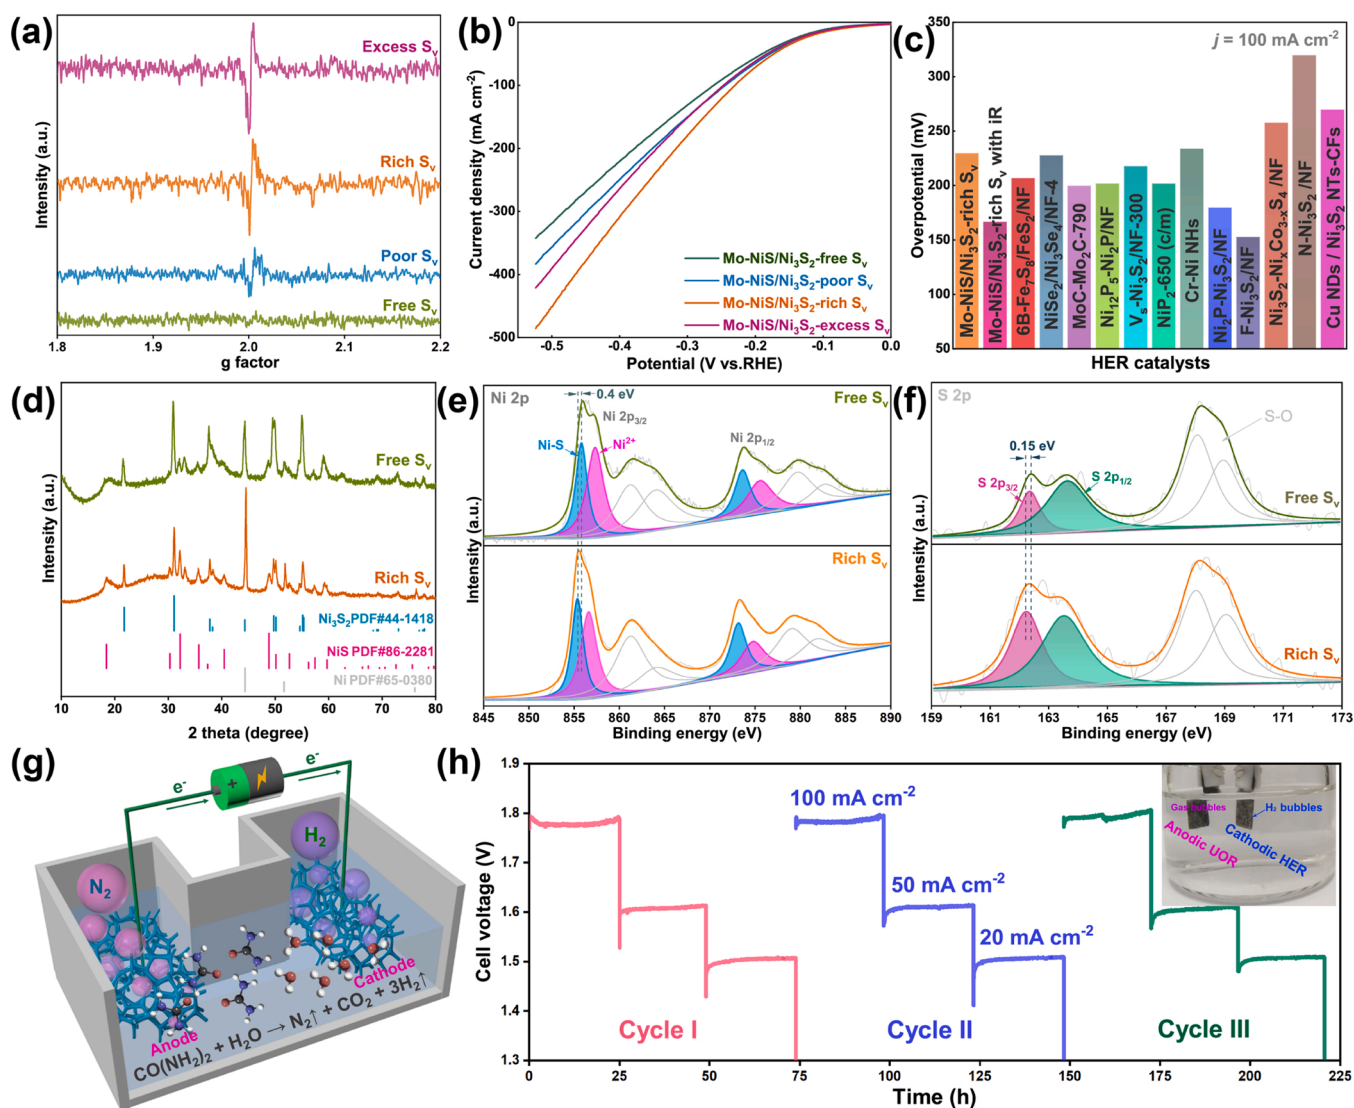 (a)
Excess Sᵥ
Rich Sᵥ
Poor Sᵥ
Free Sᵥ
Intensity (a.u.)
1.8 1.9 2.0 2.1 2.2
g factor
(b)
0
-100
-200
-300
-400
-500
Current density (mA cm⁻²)
Mo-NiS/Ni₃S₂-free Sᵥ
Mo-NiS/Ni₃S₂-poor Sᵥ
Mo-NiS/Ni₃S₂-rich Sᵥ
Mo-NiS/Ni₃S₂-excess Sᵥ
-0.5 -0.4 -0.3 -0.2 -0.1 0.0
Potential (V vs.RHE)
(c)
j = 100 mA cm⁻²
350
300
250
200
150
100
50
Overpotential (mV)
Mo-NiS/Ni₃S₂-rich Sᵥ
Mo-NiS/Ni₃S₂-rich Sᵥ with iR
6B-Fe₇S₈/FeS₂/NF
NiSe₂/Ni₃Se₄/NF-4
MoC-Mo₂C-790
Ni₁₂P₅-Ni₂P/NF
Vₛ-Ni₃S₂/NF-300
NiP₂-650 (c/m)
Cr-Ni NHs
Ni₂P-Ni₃S₂/NF
F-Ni₃S₂/NF
Ni₃S₂-NiₓCo₃₋ₓS₄ /NF
N-Ni₃S₂ /NF
Cu NDs / Ni₃S₂ NTs-CFs
HER catalysts
(d)
Free Sᵥ
Rich Sᵥ
Ni₃S₂PDF#44-1418
NiS PDF#86-2281
Ni PDF#65-0380
Intensity (a.u.)
10 20 30 40 50 60 70 80
2 theta (degree)
(e)
Ni 2p
0.4 eV
Free Sᵥ
Ni 2p₃/₂
Ni-S
Ni²⁺
Ni 2p₁/₂
Rich Sᵥ
Intensity (a.u.)
845 850 855 860 865 870 875 880 885 890
Binding energy (eV)
(f)
S 2p
S-O
0.15 eV
S 2p₃/₂
S 2p₁/₂
Free Sᵥ
Rich Sᵥ
Intensity (a.u.)
159 161 163 165 167 169 171 173
Binding energy (eV)
(g)
e⁻
+
e⁻
H₂
N₂
Cathode
Anode
CO(NH₂)₂ + H₂O → N₂↑ + CO₂ + 3H₂↑
(h)
1.9
1.8
1.7
1.6
1.5
1.4
1.3
Cell voltage (V)
100 mA cm⁻²
50 mA cm⁻²
20 mA cm⁻²
Gas bubbles
H₂ bubbles
Anodic UOR
Cathodic HER
Cycle I
Cycle II
Cycle III
0 25 50 75 100 125 150 175 200 225
Time (h)